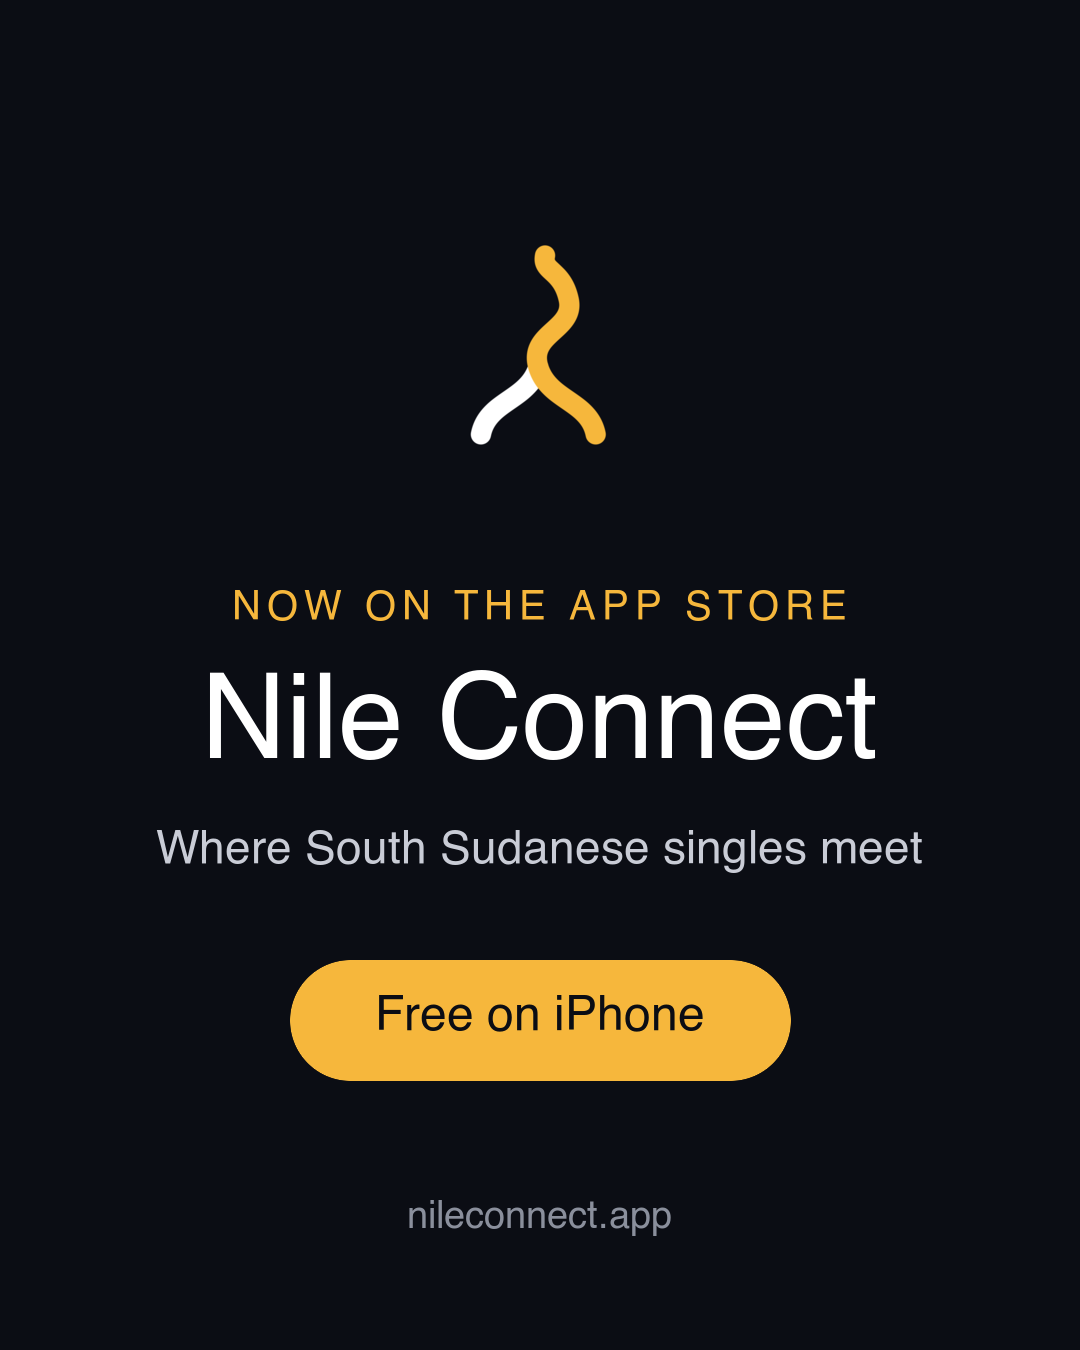 NOW ON THE APP STORE
Nile Connect
Where South Sudanese singles meet
Free on iPhone
nileconnect.app